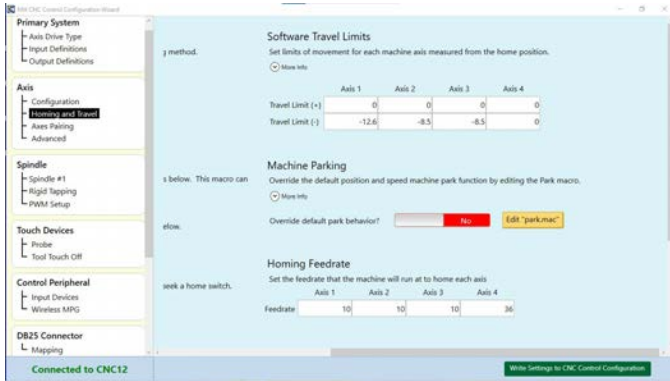 CNC Control Configuration Wizard
Primary System
Axis Drive Type
Input Definitions
Output Definitions
Axis
Configuration
Homing and Travel
Axes Pairing
Advanced
Spindle
Spindle #1
Rigid Tapping
PWM Setup
Touch Devices
Probe
Tool Touch Off
Control Peripheral
Input Devices
Wireless MPG
DB25 Connector
Mapping
Connected to CNC12
method.
s below. This macro can
elow.
seek a home switch.
Software Travel Limits
Set limits of movement for each machine axis measured from the home position.
More Info
Axis 1 Axis 2 Axis 3 Axis 4
Travel Limit (+) 0 0 0 0
Travel Limit (-) -12.6 -8.5 -8.5 0
Machine Parking
Override the default position and speed machine park function by editing the Park macro.
More Info
Override default park behavior? No Edit "park.mac"
Homing Feedrate
Set the feedrate that the machine will run at to home each axis
Axis 1 Axis 2 Axis 3 Axis 4
Feedrate 10 10 10 36
Write Settings to CNC Control Configuration